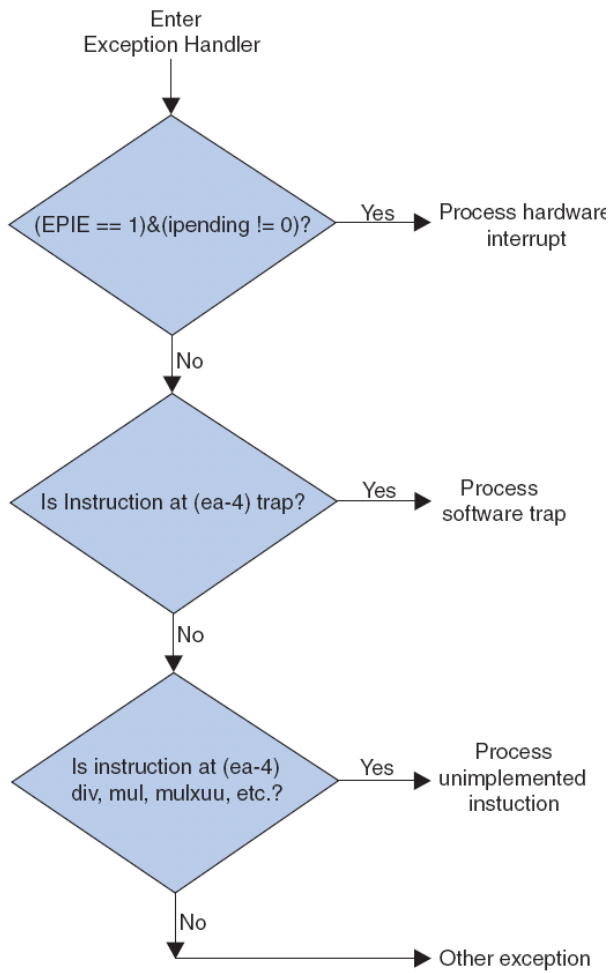 Enter
Exception Handler
(EPIE == 1)&(ipending != 0)?
Yes
Process hardware
interrupt
No
Is Instruction at (ea-4) trap?
Yes
Process
software trap
No
Is instruction at (ea-4)
div, mul, mulxuu, etc.?
Yes
Process
unimplemented
instuction
No
Other exception